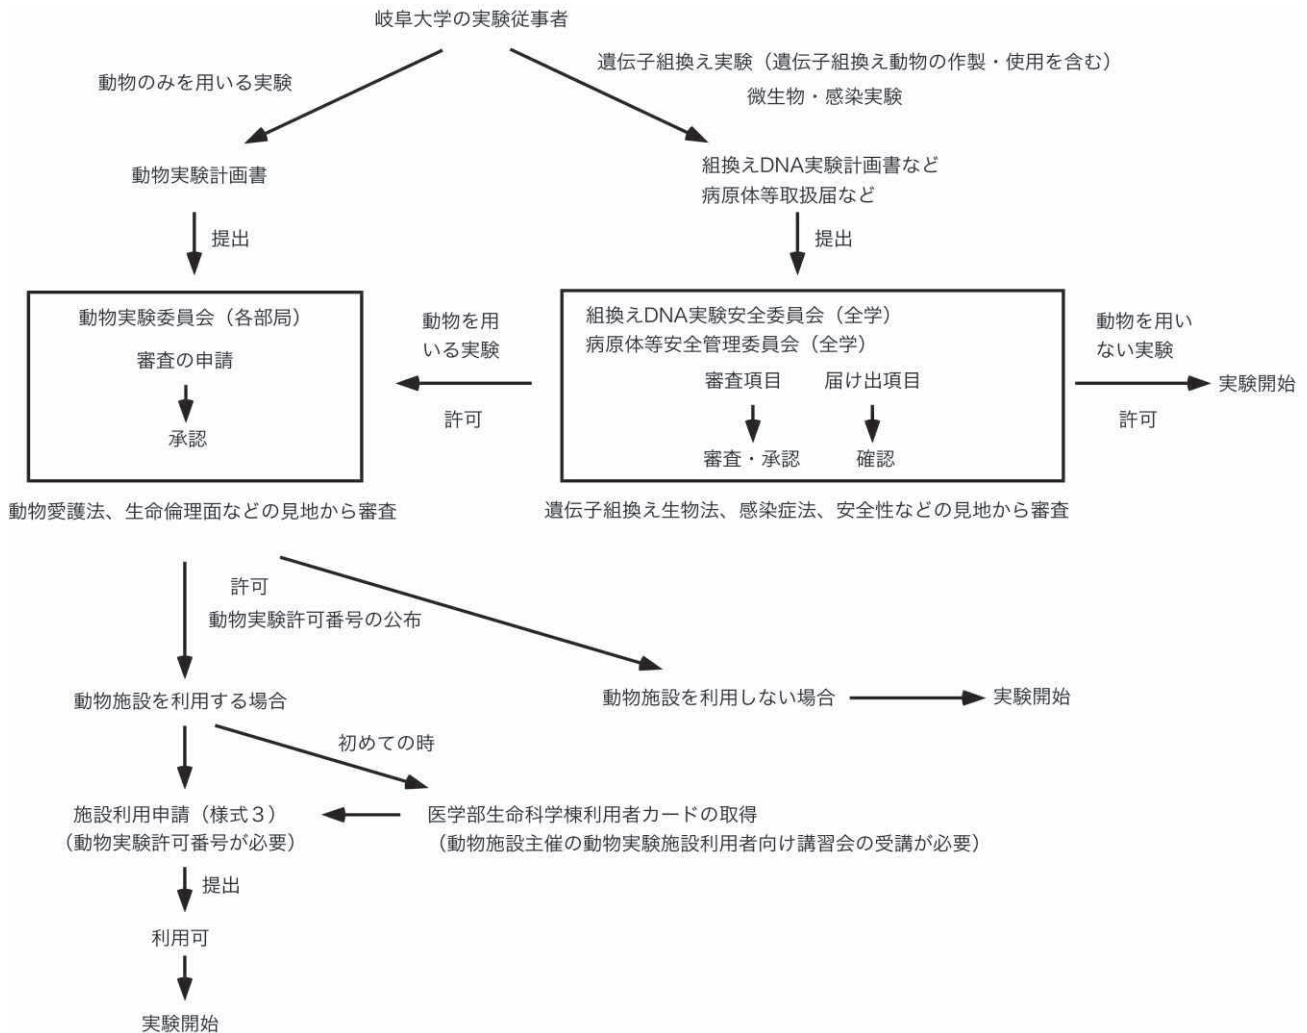 岐阜大学の実験従事者
動物のみを用いる実験
遺伝子組換え実験（遺伝子組換え動物の作製・使用を含む）
微生物・感染実験
動物実験計画書
組換えDNA実験計画書など
病原体等取扱届など
提出
提出
動物実験委員会（各部局）
審査の申請
承認
動物を用
いる実験
許可
組換えDNA実験安全委員会（全学）
病原体等安全管理委員会（全学）
審査項目
届け出項目
審査・承認
確認
動物を用い
ない実験
許可
実験開始
動物愛護法、生命倫理面などの見地から審査
遺伝子組換え生物法、感染症法、安全性などの見地から審査
許可
動物実験許可番号の公布
動物施設を利用する場合
動物施設を利用しない場合
実験開始
初めての時
施設利用申請（様式３）
（動物実験許可番号が必要）
医学部生命科学棟利用者カードの取得
（動物施設主催の動物実験施設利用者向け講習会の受講が必要）
提出
利用可
実験開始